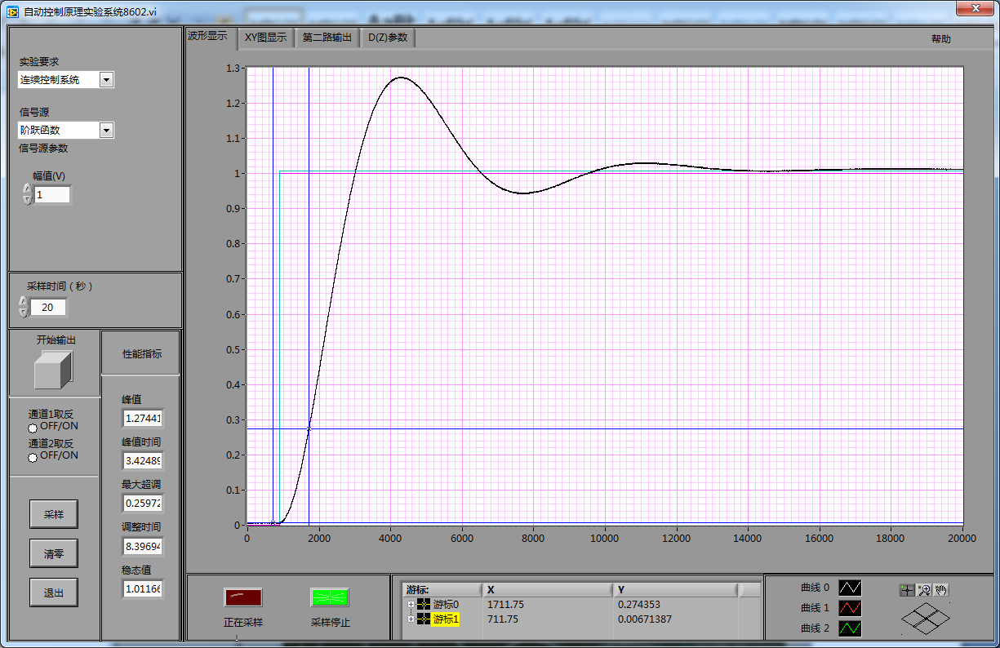 自动控制原理实验系统8602.vi
波形显示 XY图显示 第二路输出 D(Z)参数 帮助
实验要求
连续控制系统
信号源
阶跃函数
信号源参数
幅值(V)
1
采样时间（秒）
20
开始输出
通道1取反
OFF/ON
通道2取反
OFF/ON
采样
清零
退出
性能指标
峰值
1.27441
峰值时间
3.42489
最大超调
0.25972
调整时间
8.39694
稳态值
1.01166
1.3
1.2
1.1
1
0.9
0.8
0.7
0.6
0.5
0.4
0.3
0.2
0.1
0
0 2000 4000 6000 8000 10000 12000 14000 16000 18000 20000
正在采样 采样停止
游标: X Y
游标0 1711.75 0.274353
游标1 711.75 0.00671387
曲线 0
曲线 1
曲线 2